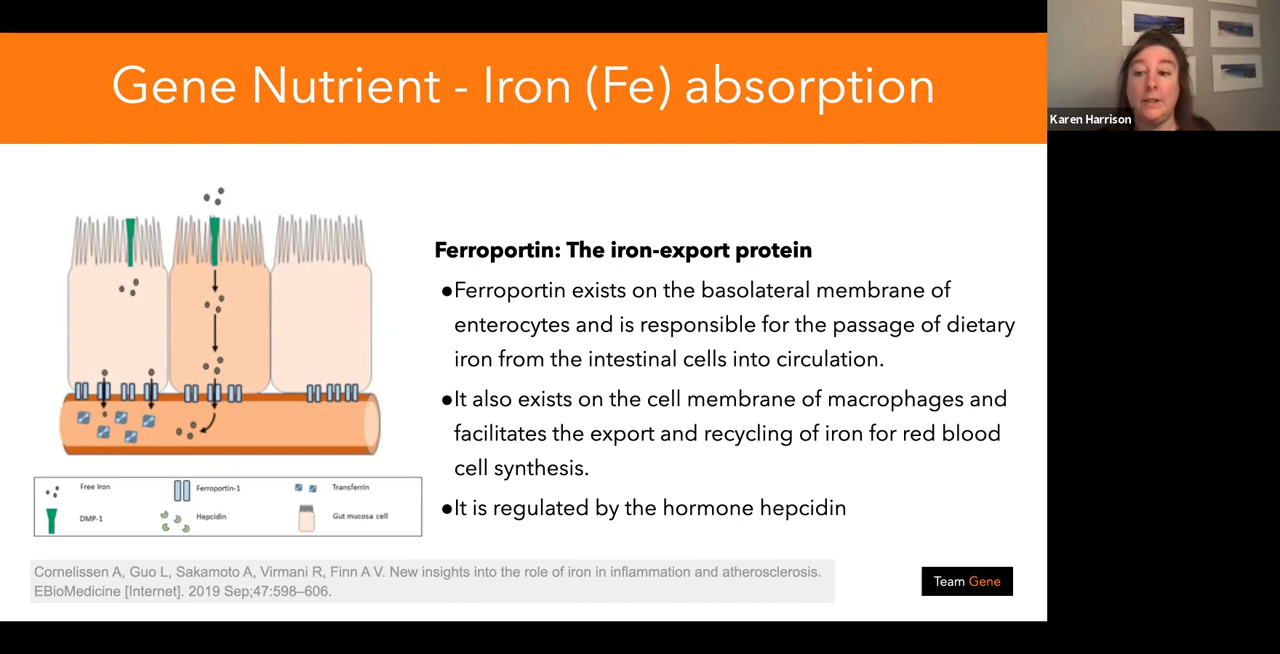 Gene Nutrient - Iron (Fe) absorption
Karen Harrison
Ferroportin: The iron-export protein
●Ferroportin exists on the basolateral membrane of
enterocytes and is responsible for the passage of dietary
iron from the intestinal cells into circulation.
●It also exists on the cell membrane of macrophages and
facilitates the export and recycling of iron for red blood
cell synthesis.
●It is regulated by the hormone hepcidin
Free Iron
Ferroportin-1
Transferrin
DMP-1
Hepcidin
Gut mucosa cell
Cornelissen A, Guo L, Sakamoto A, Virmani R, Finn A V. New insights into the role of iron in inflammation and atherosclerosis.
EBioMedicine [Internet]. 2019 Sep;47:598–606.
Team Gene